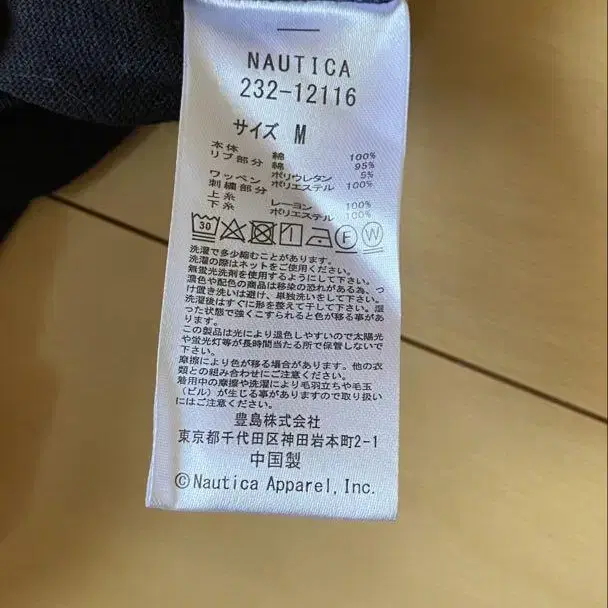 NAUTICA
232-12116
サイズ M
本体 綿 100%
リブ部分 綿 95%
ポリウレタン 5%
ワッペン ポリエステル 100%
刺繍部分
上糸 レーヨン 100%
下糸 ポリエステル 100%
30 F W
洗濯で多少縮むことがあります。
洗濯の際はネットをご使用ください。
無蛍光洗剤を使用するようにして下さい。
濃色や配色の商品は移染の恐れがある為、つ
け置き洗いは避け、単独洗いをして下さい。
洗濯後はすぐに形を整えて干して下さい。湿
った状態で強くこすられると色が移る事があ
ります。
この製品は光により退色しやすいので太陽光
や蛍光灯等が長時間当たる所で保管しないで
下さい。
摩擦により色が移る場合があります。他の衣
類との組み合わせにご注意ください。
着用中の摩擦や洗濯により毛羽立ちや毛玉
（ピル）が生じる事がありますので取り扱い
にはご注意ください。
豊島株式会社
東京都千代田区神田岩本町2-1
中国製
©Nautica Apparel, Inc.